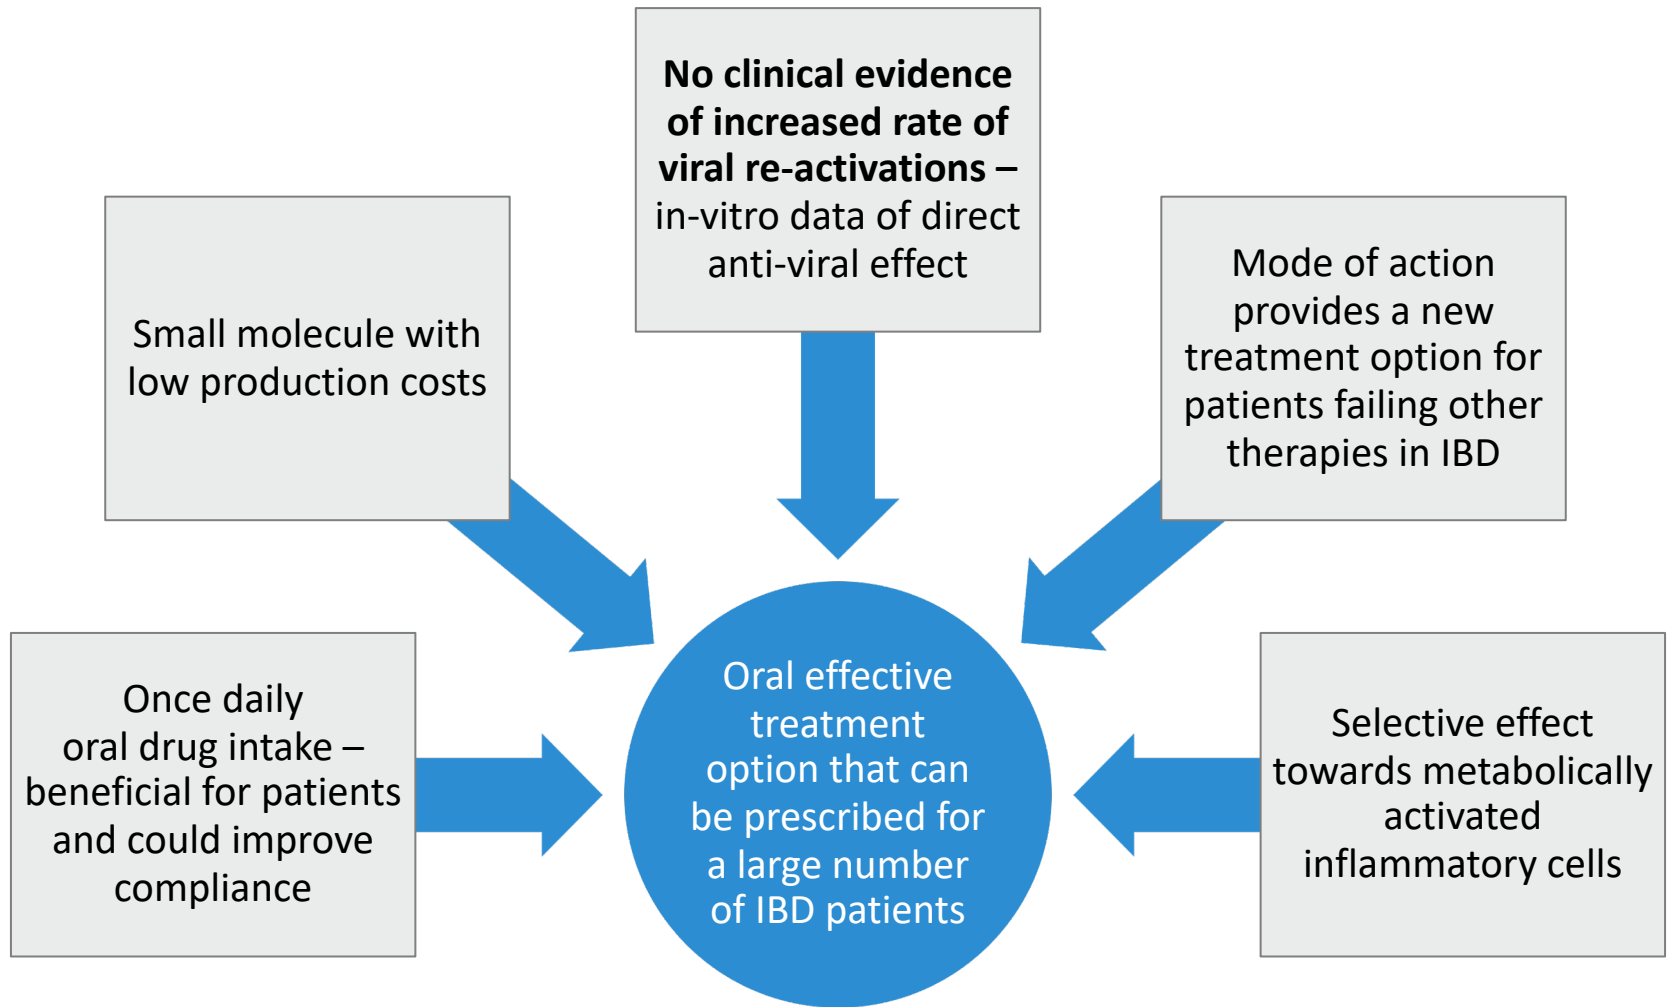 No clinical evidence
of increased rate of
viral re-activations –
in-vitro data of direct
anti-viral effect
Small molecule with
low production costs
Mode of action
provides a new
treatment option for
patients failing other
therapies in IBD
Once daily
oral drug intake –
beneficial for patients
and could improve
compliance
Oral effective
treatment
option that can
be prescribed for
a large number
of IBD patients
Selective effect
towards metabolically
activated
inflammatory cells